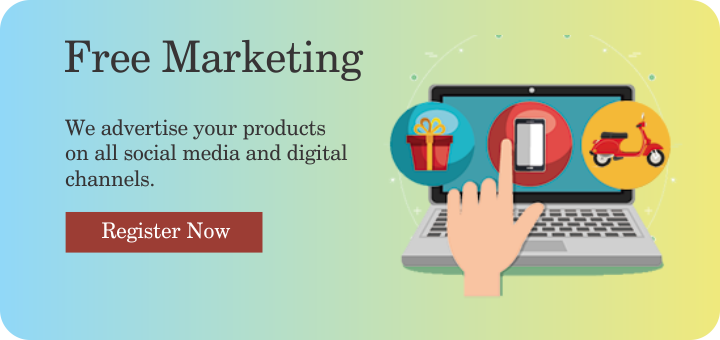 Free Marketing
We advertise your products
on all social media and digital
channels.
Register Now